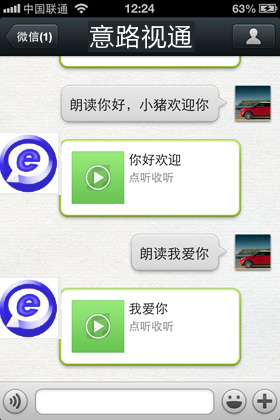 中国联通 12:24 63%
微信(1)
意路视通
朗读你好，小猪欢迎你
你好欢迎
点听收听
朗读我爱你
我爱你
点听收听